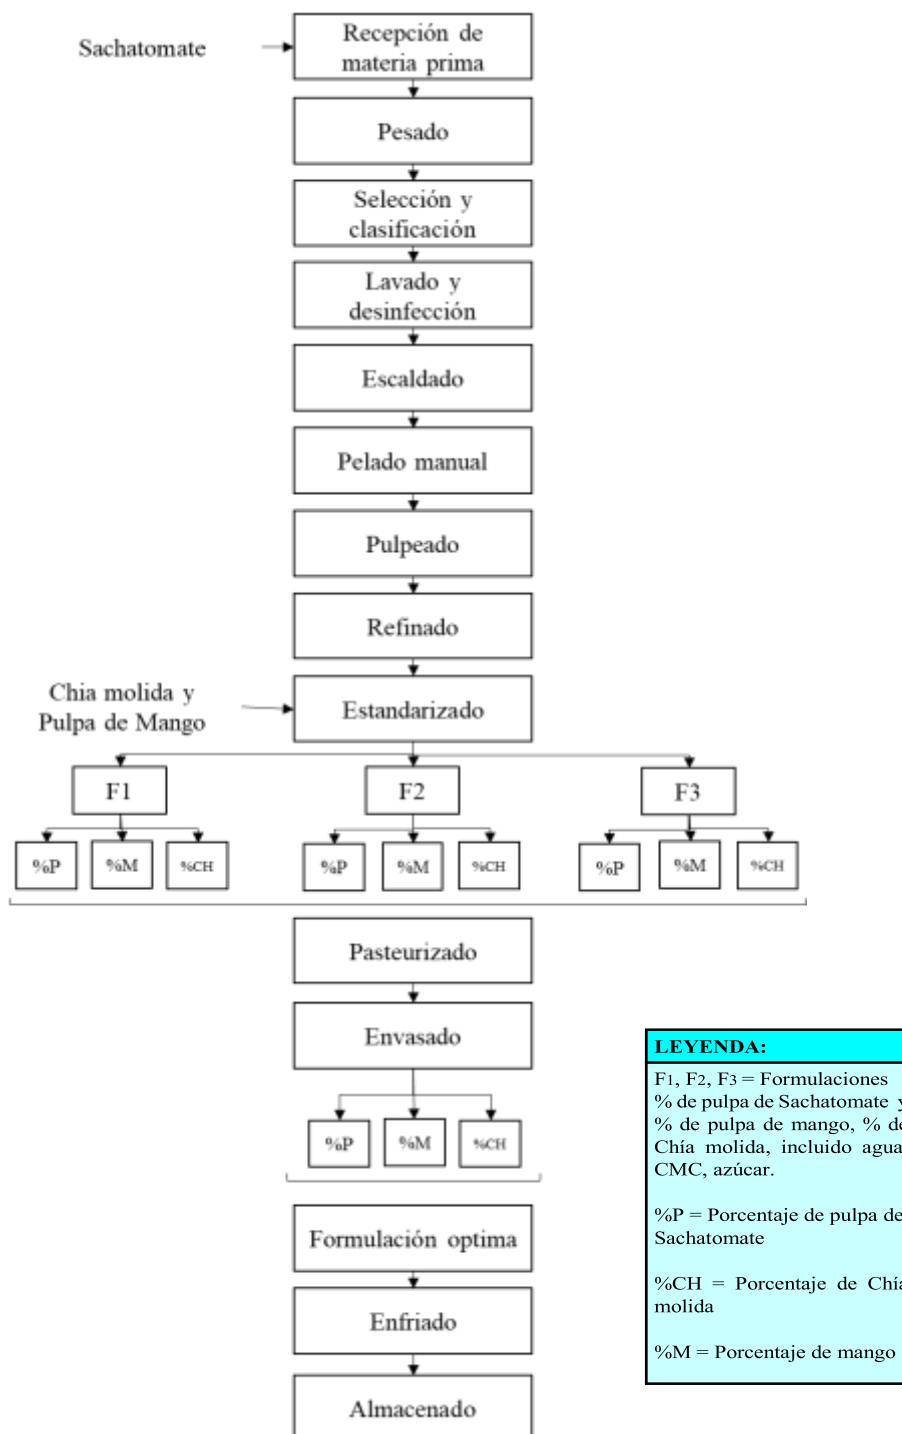 Sachatomate
Recepción de
materia prima
Pesado
Selección y
clasificación
Lavado y
desinfección
Escaldado
Pelado manual
Pulpeado
Refinado
Chia molida y
Pulpa de Mango
Estandarizado
F1
F2
F3
%P
%M
%CH
%P
%M
%CH
%P
%M
%CH
Pasteurizado
Envasado
%P
%M
%CH
Formulación optima
Enfriado
Almacenado
LEYENDA:
F1, F2, F3 = Formulaciones
% de pulpa de Sachatomate y
% de pulpa de mango, % de
Chía molida, incluido agua
CMC, azúcar.
%P = Porcentaje de pulpa de
Sachatomate
%CH = Porcentaje de Chía
molida
%M = Porcentaje de mango